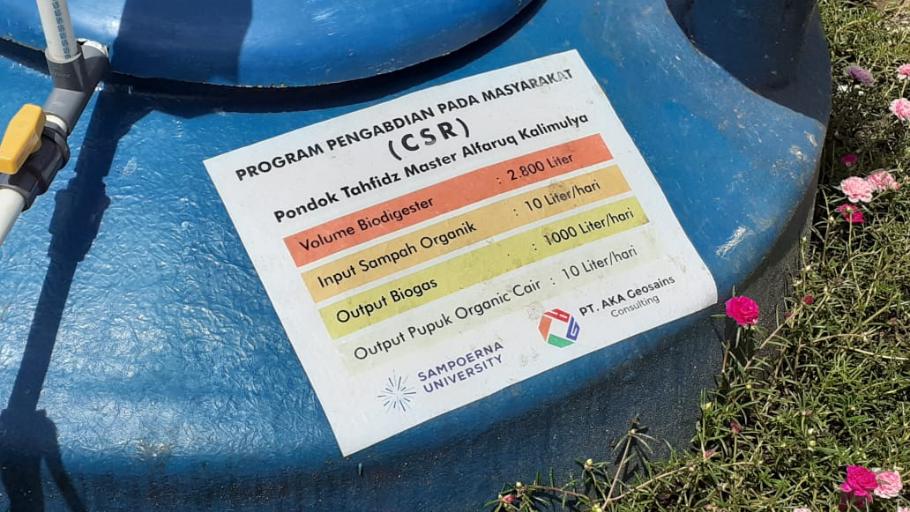 PROGRAM PENGABDIAN PADA MASYARAKAT
(CSR)
Pondok Tahfidz Master Alfaruq Kalimulya
Volume Biodigester : 2.800 Liter
Input Sampah Organik : 10 Liter/hari
Output Biogas : 1000 Liter/hari
Output Pupuk Organic Cair : 10 Liter/hari
SAMPOERNA
UNIVERSITY
PT. AKA Geosains
Consulting